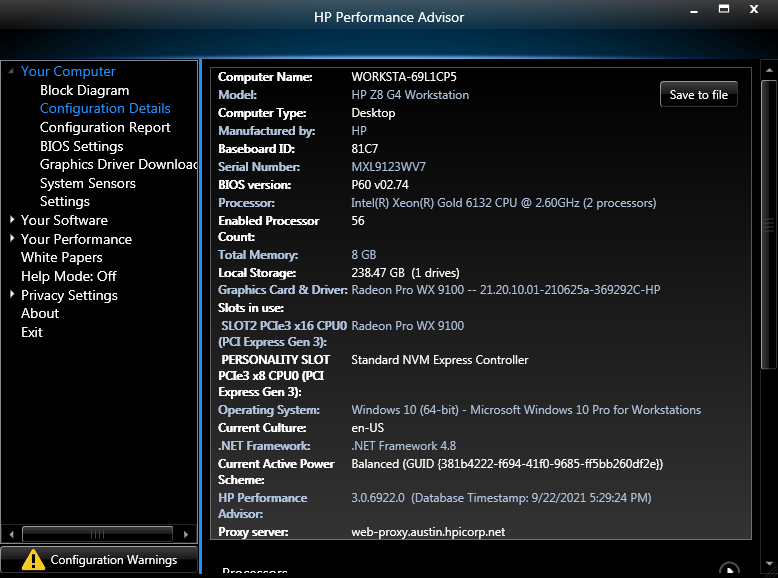 HP Performance Advisor
Your Computer
Block Diagram
Configuration Details
Configuration Report
BIOS Settings
Graphics Driver Downloac
System Sensors
Settings
Your Software
Your Performance
White Papers
Help Mode: Off
Privacy Settings
About
Exit
Configuration Warnings
Save to file
Computer Name: WORKSTA-69L1CP5
Model: HP Z8 G4 Workstation
Computer Type: Desktop
Manufactured by: HP
Baseboard ID: 81C7
Serial Number: MXL9123WV7
BIOS version: P60 v02.74
Processor: Intel(R) Xeon(R) Gold 6132 CPU @ 2.60GHz (2 processors)
Enabled Processor 56
Count:
Total Memory: 8 GB
Local Storage: 238.47 GB (1 drives)
Graphics Card & Driver: Radeon Pro WX 9100 -- 21.20.10.01-210625a-369292C-HP
Slots in use:
SLOT2 PCIe3 x16 CPU0 Radeon Pro WX 9100
(PCI Express Gen 3):
PERSONALITY SLOT Standard NVM Express Controller
PCIe3 x8 CPU0 (PCI
Express Gen 3):
Operating System: Windows 10 (64-bit) - Microsoft Windows 10 Pro for Workstations
Current Culture: en-US
.NET Framework: .NET Framework 4.8
Current Active Power Balanced (GUID {381b4222-f694-41f0-9685-ff5bb260df2e})
Scheme:
HP Performance 3.0.6922.0 (Database Timestamp: 9/22/2021 5:29:24 PM)
Advisor:
Proxy server: web-proxy.austin.hpicorp.net
Processors